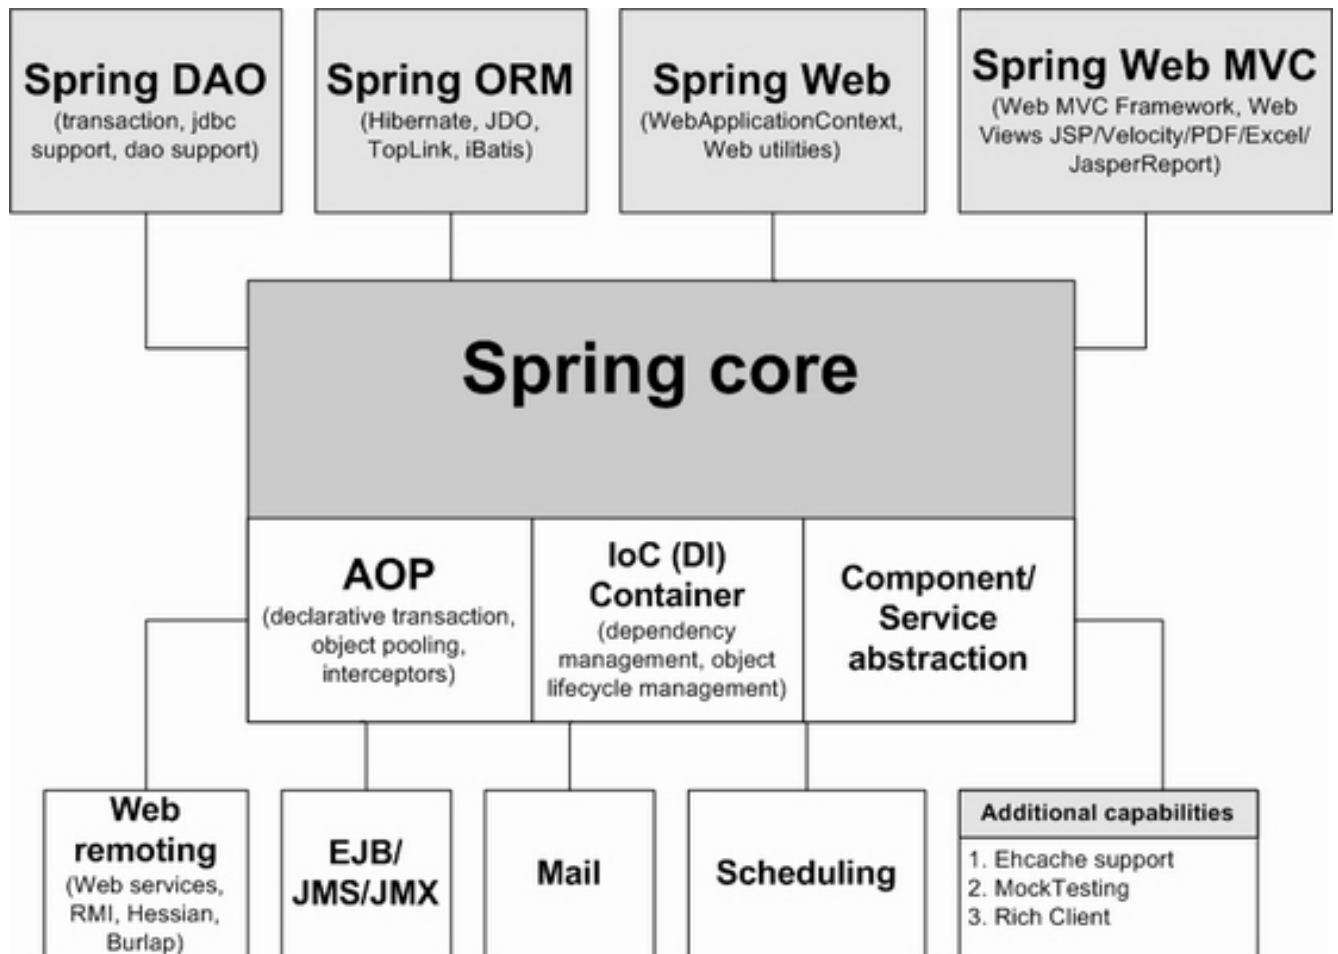 Spring DAO
(transaction, jdbc
support, dao support)
Spring ORM
(Hibernate, JDO,
TopLink, iBatis)
Spring Web
(WebApplicationContext,
Web utilities)
Spring Web MVC
(Web MVC Framework, Web
Views JSP/Velocity/PDF/Excel/
JasperReport)
Spring core
AOP
(declarative transaction,
object pooling,
interceptors)
IoC (DI)
Container
(dependency
management, object
lifecycle management)
Component/
Service
abstraction
Web
remoting
(Web services,
RMI, Hessian,
Burlap)
EJB/
JMS/JMX
Mail
Scheduling
Additional capabilities
1. Ehcache support
2. MockTesting
3. Rich Client